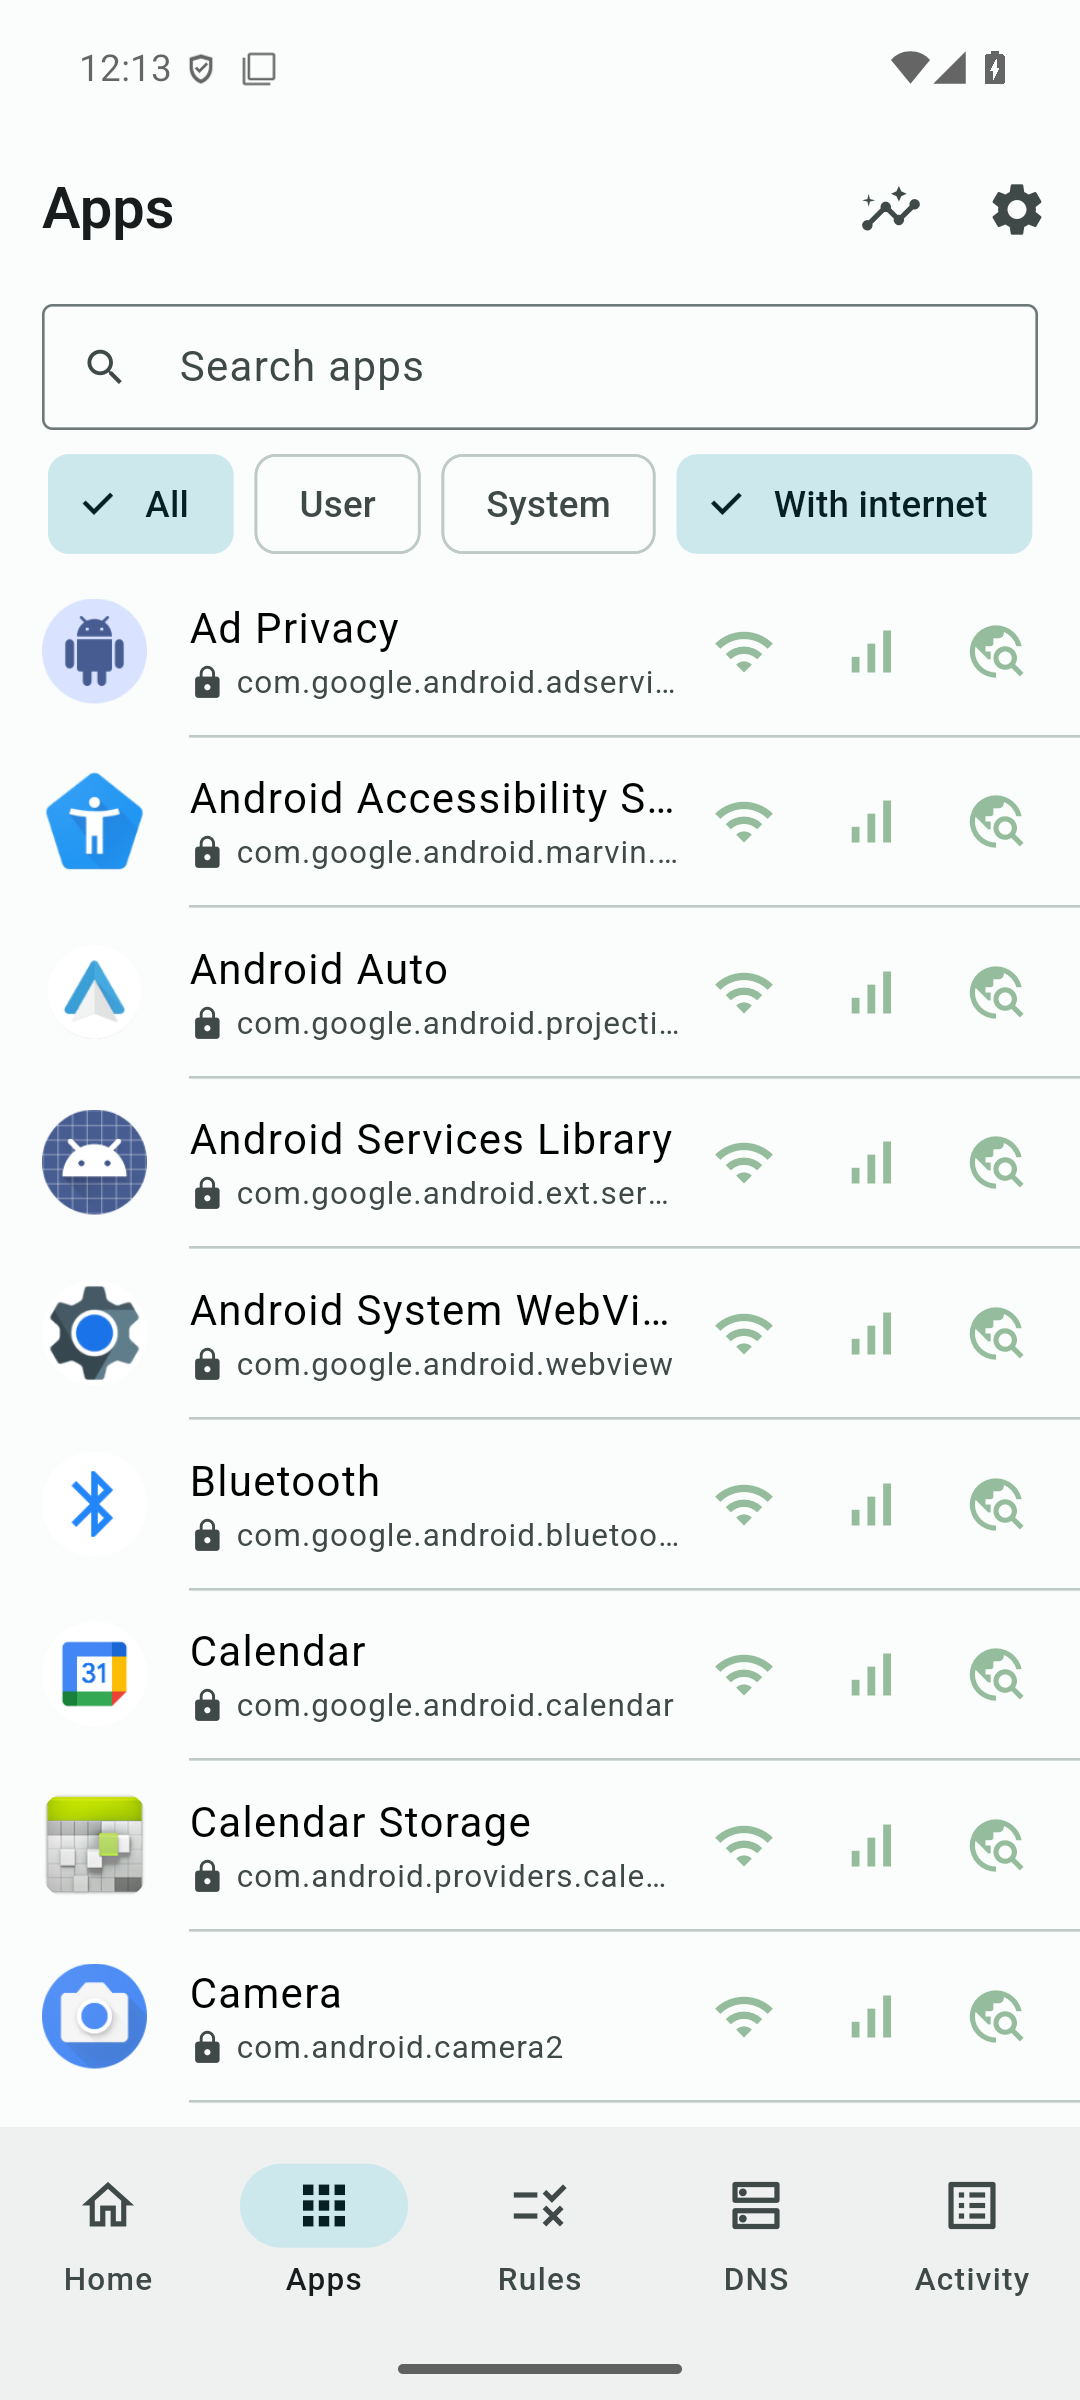 12:13
Apps
Search apps
All
User
System
With internet
Ad Privacy
com.google.android.adservi…
Android Accessibility S…
com.google.android.marvin.…
Android Auto
com.google.android.projecti…
Android Services Library
com.google.android.ext.ser…
Android System WebVi…
com.google.android.webview
Bluetooth
com.google.android.bluetoo…
31
Calendar
com.google.android.calendar
Calendar Storage
com.android.providers.cale…
Camera
com.android.camera2
Home
Apps
Rules
DNS
Activity